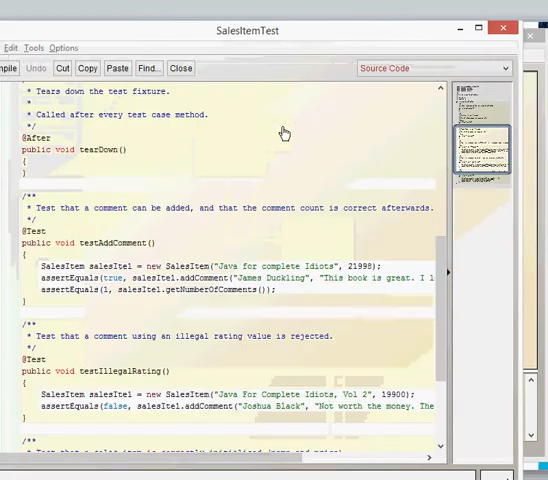 SalesItemTest
Edit Tools Options
Undo Cut Copy Paste Find... Close Source Code
* Tears down the test fixture.
*
* Called after every test case method.
*/
@After
public void tearDown()
{
}
/**
* Test that a comment can be added, and that the comment count is correct afterwards.
*/
@Test
public void testAddComment()
{
SalesItem salesIte1 = new SalesItem("Java for complete Idiots", 21998);
assertEquals(true, salesIte1.addComment("James Duckling", "This book is great. I l
assertEquals(1, salesIte1.getNumberOfComments());
}
/**
* Test that a comment using an illegal rating value is rejected.
*/
@Test
public void testIllegalRating()
{
SalesItem salesIte1 = new SalesItem("Java For Complete Idiots, Vol 2", 19900);
assertEquals(false, salesIte1.addComment("Joshua Black", "Not worth the money. The
}
/**